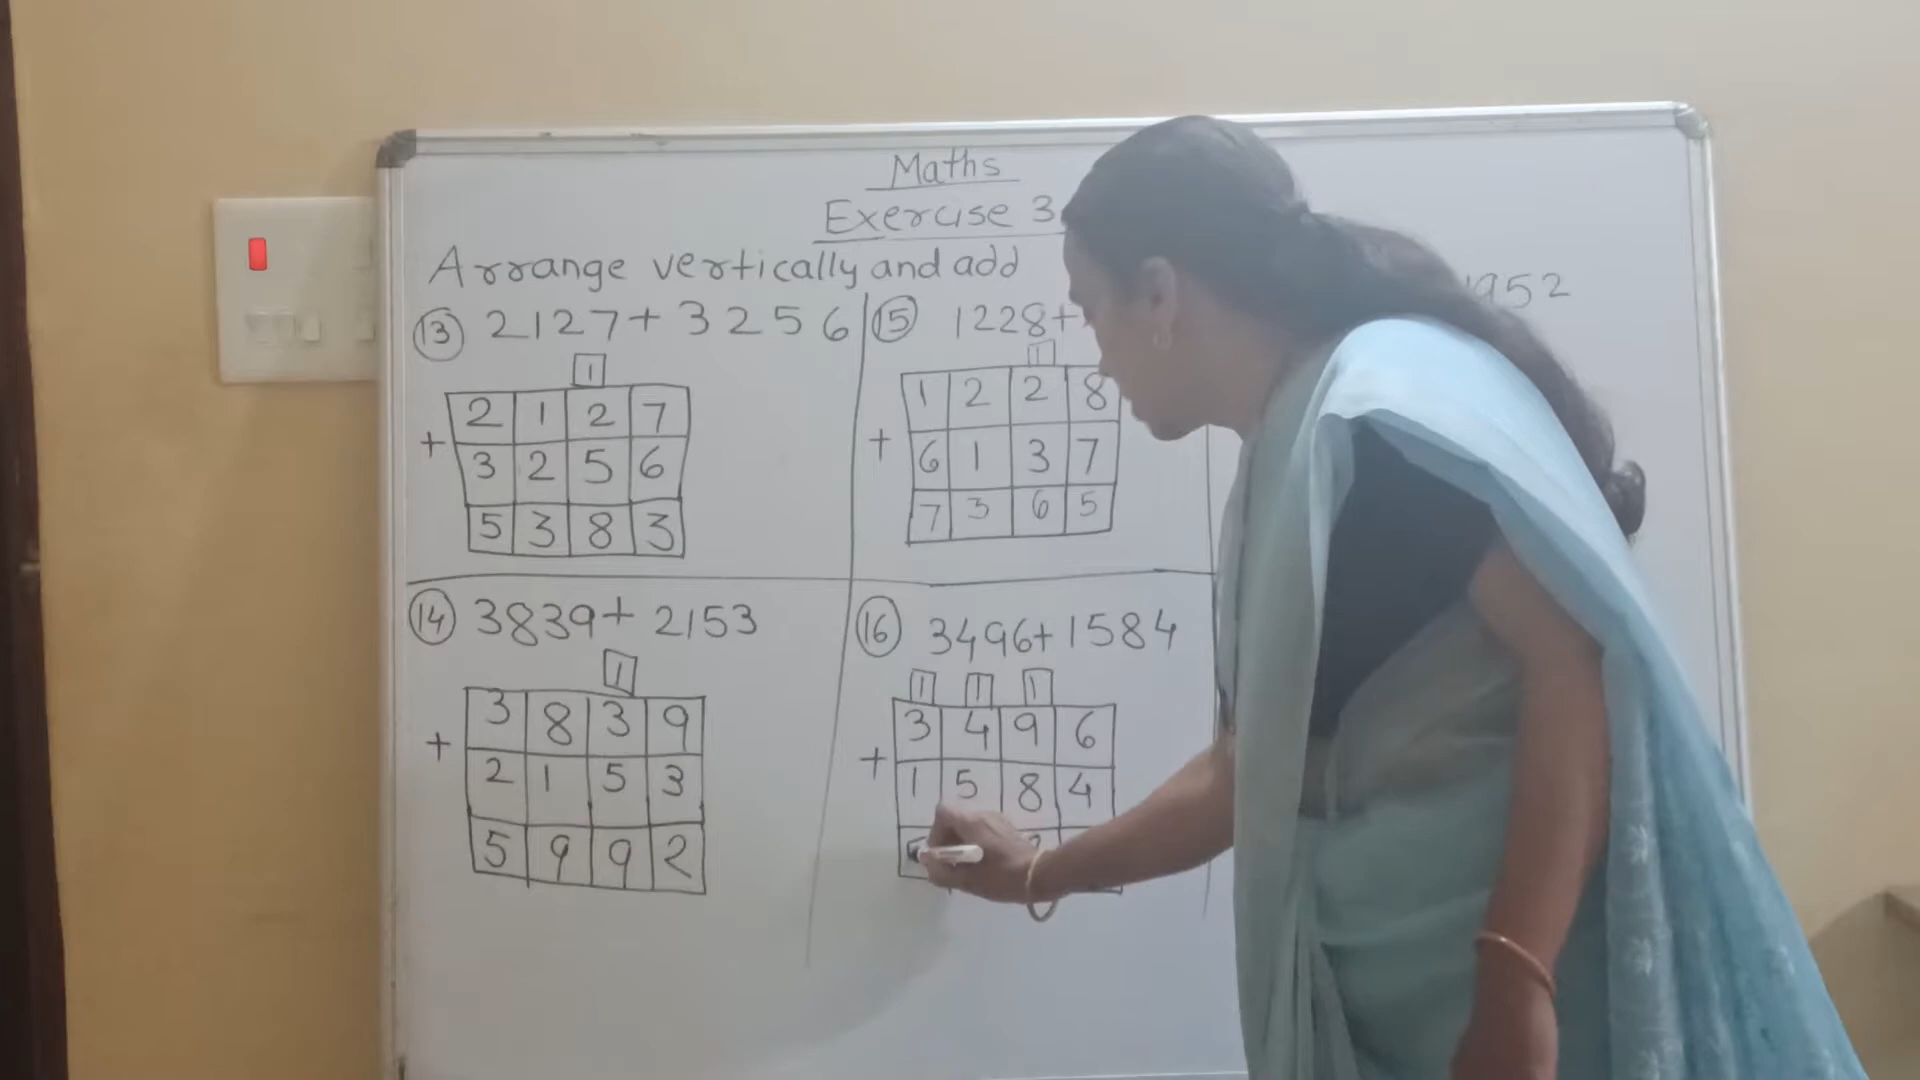 Maths
Exercise 3
Arrange vertically and add
13 2127 + 3256
1
2 1 2 7
+
3 2 5 6
5 3 8 3
14 3839 + 2153
1
3 8 3 9
+
2 1 5 3
5 9 9 2
15 1228 +
1
1 2 2 8
+
6 1 3 7
7 3 6 5
16 3496 + 1584
1 1 1
3 4 9 6
+
1 5 8 4
952